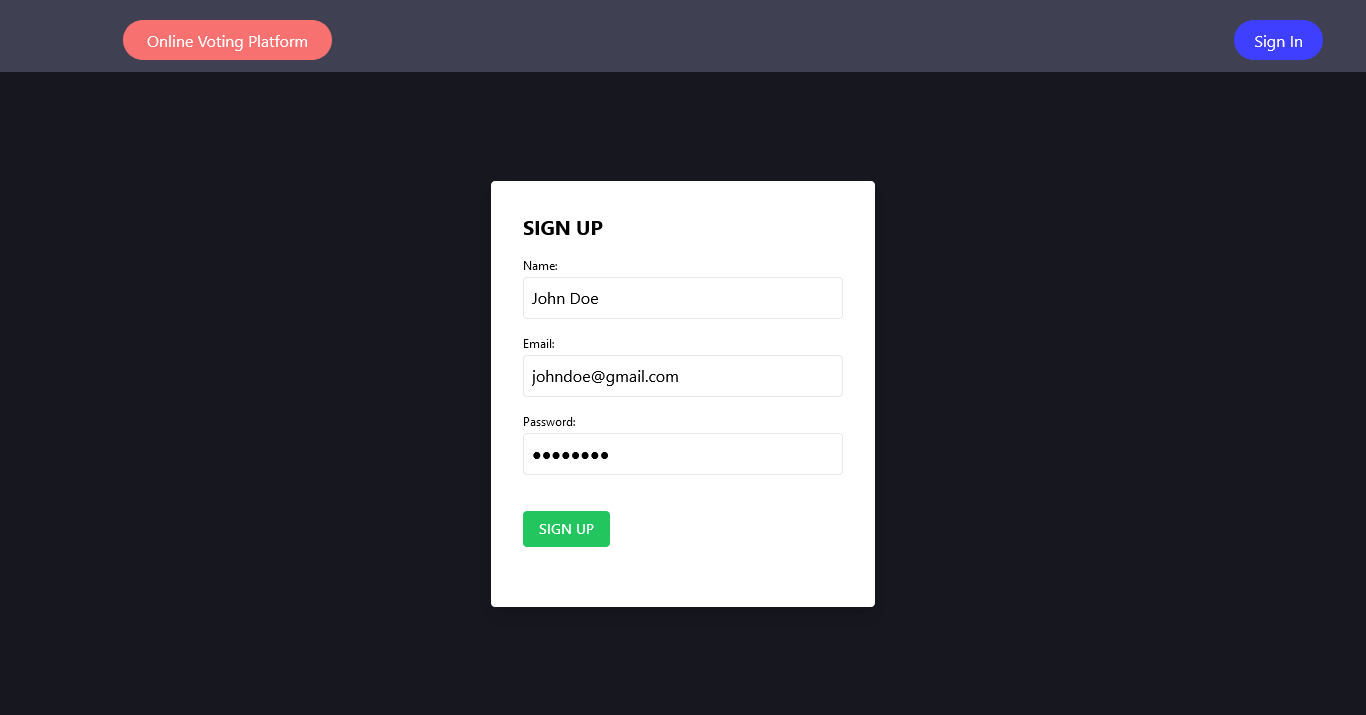 Online Voting Platform
Sign In
SIGN UP
Name:
John Doe
Email:
johndoe@gmail.com
Password:
●●●●●●●●
SIGN UP